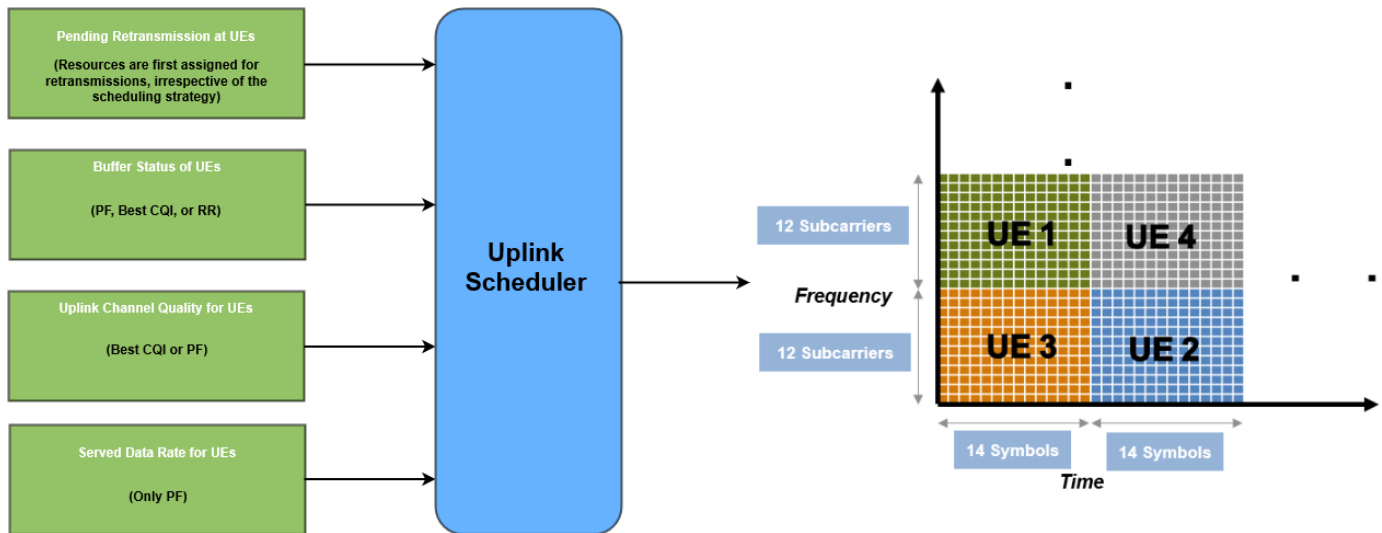 Pending Retransmission at UEs
(Resources are first assigned for
retransmissions, irrespective of the
scheduling strategy)
Buffer Status of UEs
(PF, Best CQI, or RR)
Uplink Channel Quality for UEs
(Best CQI or PF)
Served Data Rate for UEs
(Only PF)
Uplink
Scheduler
12 Subcarriers
Frequency
12 Subcarriers
UE 1
UE 4
UE 3
UE 2
14 Symbols
14 Symbols
Time